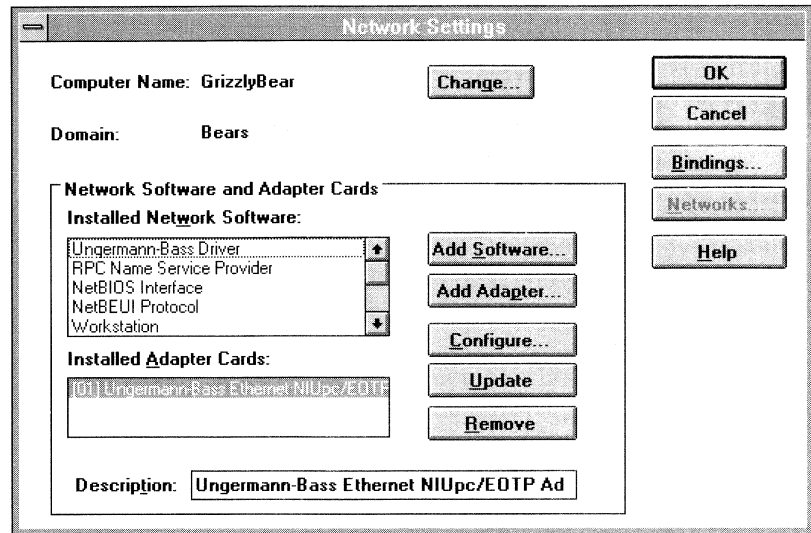 Network Settings
Computer Name: GrizzlyBear
Change...
OK
Cancel
Domain: Bears
Bindings...
Networks...
Help
Network Software and Adapter Cards
Installed Network Software:
Ungermann-Bass Driver
RPC Name Service Provider
NetBIOS Interface
NetBEUI Protocol
Workstation
Add Software...
Add Adapter...
Configure...
Update
Remove
Installed Adapter Cards:
[01] Ungermann-Bass Ethernet NIUpc/EOTP
Description: Ungermann-Bass Ethernet NIUpc/EOTP Ad